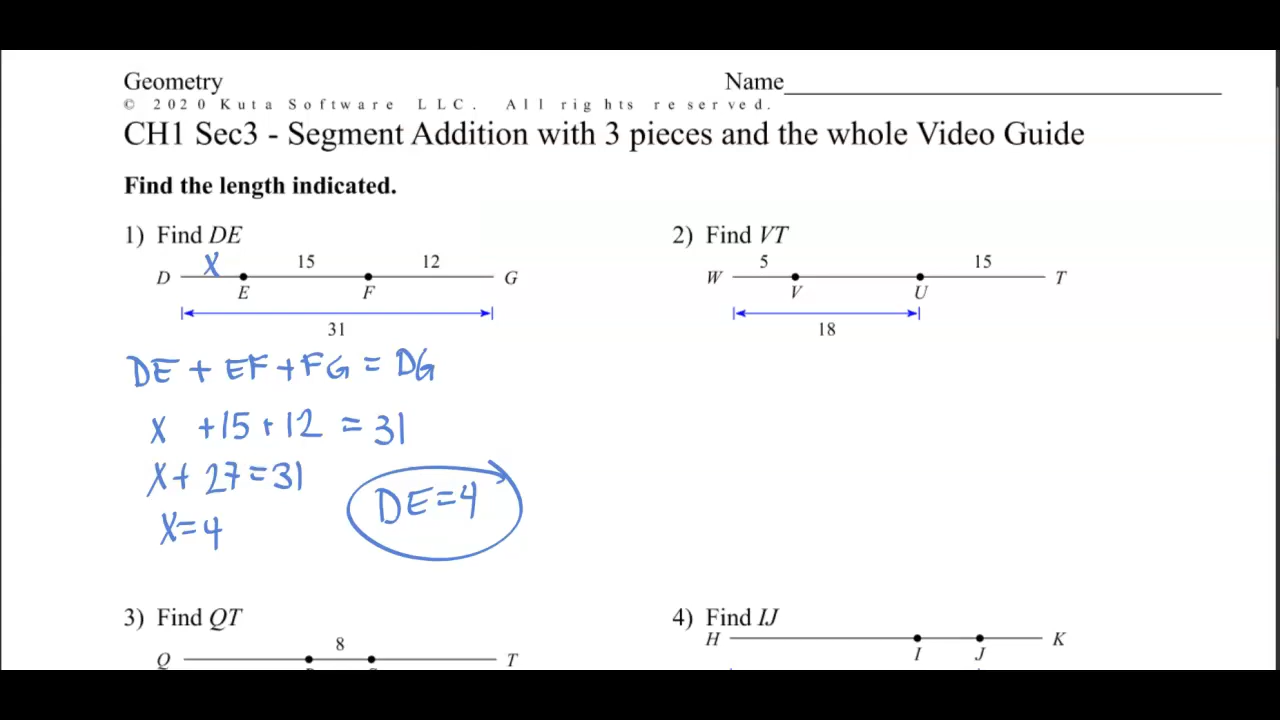 Geometry
Name
© 2020 Kuta Software LLC. All rights reserved.
CH1 Sec3 - Segment Addition with 3 pieces and the whole Video Guide
Find the length indicated.
1) Find DE
X 15 12
D E F G
31
DE + EF + FG = DG
x + 15 + 12 = 31
x + 27 = 31
x = 4
DE = 4
2) Find VT
5 15
W V U T
18
3) Find QT
8
Q T
4) Find IJ
H I J K